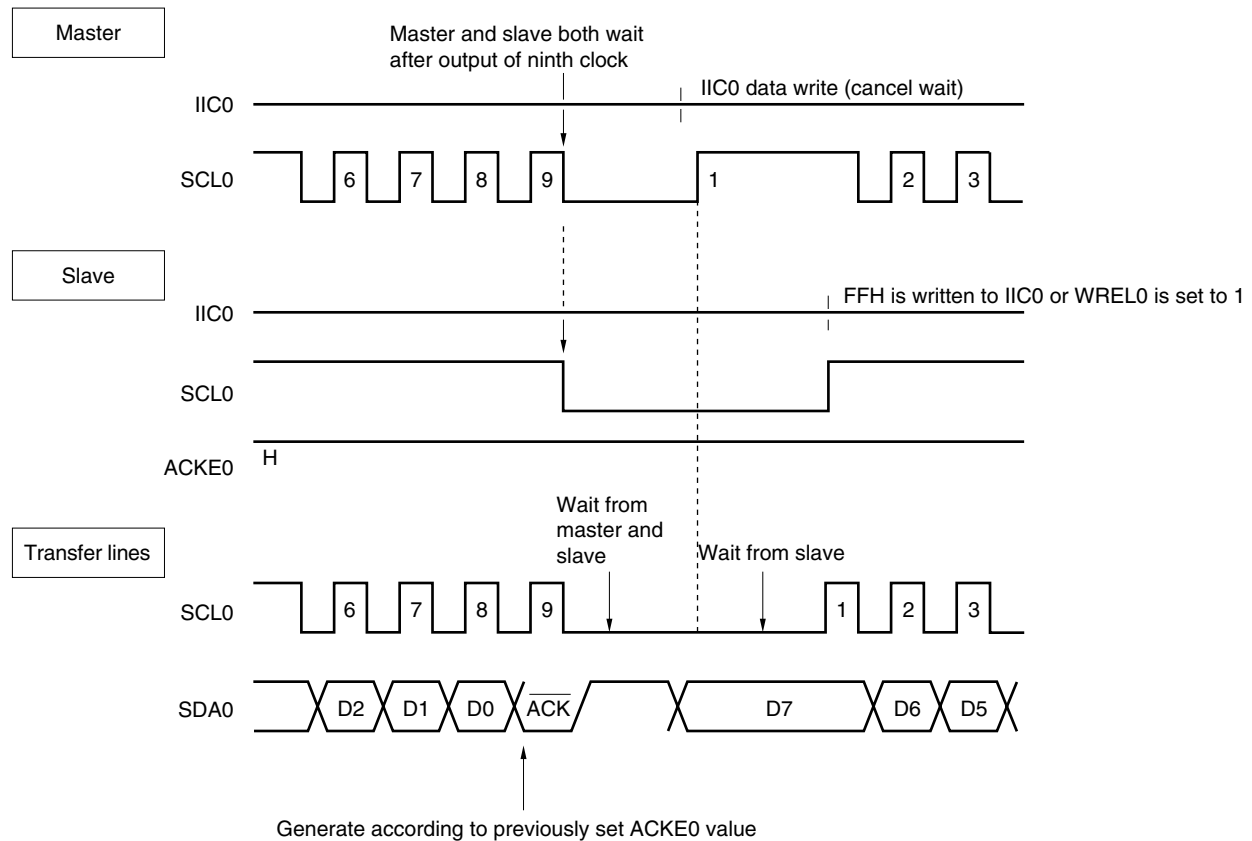 Master
Master and slave both wait
after output of ninth clock
IIC0 data write (cancel wait)
IIC0
SCL0
6 7 8 9 1 2 3
Slave
FFH is written to IIC0 or WREL0 is set to 1
IIC0
SCL0
ACKE0
H
Wait from
master and
slave
Wait from slave
Transfer lines
SCL0
6 7 8 9 1 2 3
SDA0
D2 D1 D0 ACK D7 D6 D5
Generate according to previously set ACKE0 value